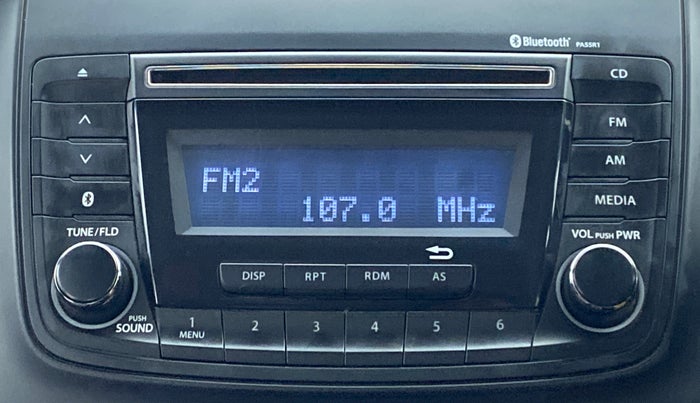 Bluetooth® PA5SR1
CD
FM
AM
MEDIA
FM2
107.0 MHz
TUNE/FLD
VOL PUSH PWR
DISP RPT RDM AS
PUSH
SOUND
1 2 3 4 5 6
MENU